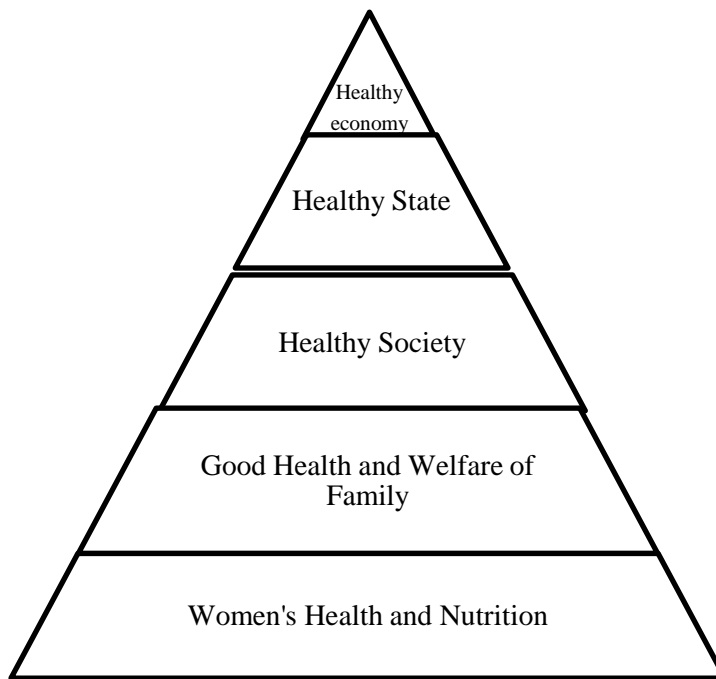 Healthy
economy
Healthy State
Healthy Society
Good Health and Welfare of
Family
Women's Health and Nutrition